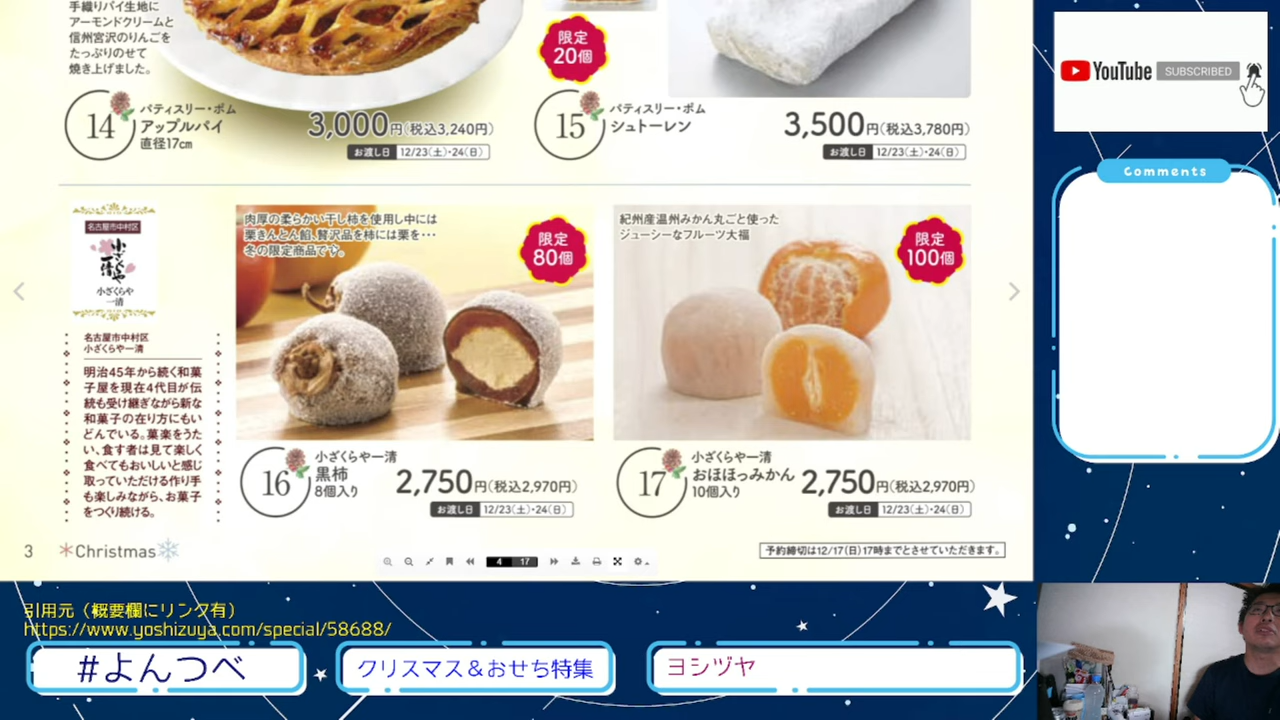 手織りパイ生地に
アーモンドクリームと
信州宮沢のりんごを
たっぷりのせて
焼き上げました。
14
パティスリー・ポム
アップルパイ
直径17cm
3,000円(税込3,240円)
お渡し日 12/23(土)・24(日)
限定
20個
15
パティスリー・ポム
シュトーレン
3,500円(税込3,780円)
お渡し日 12/23(土)・24(日)
名古屋市中村区
小ざくらや
一清
小ざくらや
一清
名古屋市中村区
小ざくらや一清
明治45年から続く和菓
子屋を現在4代目が伝
統も受け継ぎながら新な
和菓子の在り方にもい
どんでいる。菓楽をうた
い、食す者は見て楽しく
食べてもおいしいと感じ
取っていただける作り手
も楽しみながら、お菓子
をつくり続ける。
肉厚の柔らかい干し柿を使用し中には
栗きんとん餡、贅沢品を柿には栗を・・・
冬の限定商品です。
限定
80個
16
小ざくらや一清
黒柿
8個入り
2,750円(税込2,970円)
お渡し日 12/23(土)・24(日)
紀州産温州みかん丸ごと使った
ジューシーなフルーツ大福
限定
100個
17
小ざくらや一清
おほほっみかん
10個入り
2,750円(税込2,970円)
お渡し日 12/23(土)・24(日)
3 Christmas
4 17
予約締切は12/17(日)17時までとさせていただきます。
YouTube SUBSCRIBED
Comments
引用元（概要欄にリンク有）
https://www.yoshizuya.com/special/58688/
#よんつべ
クリスマス＆おせち特集
ヨシヅヤ